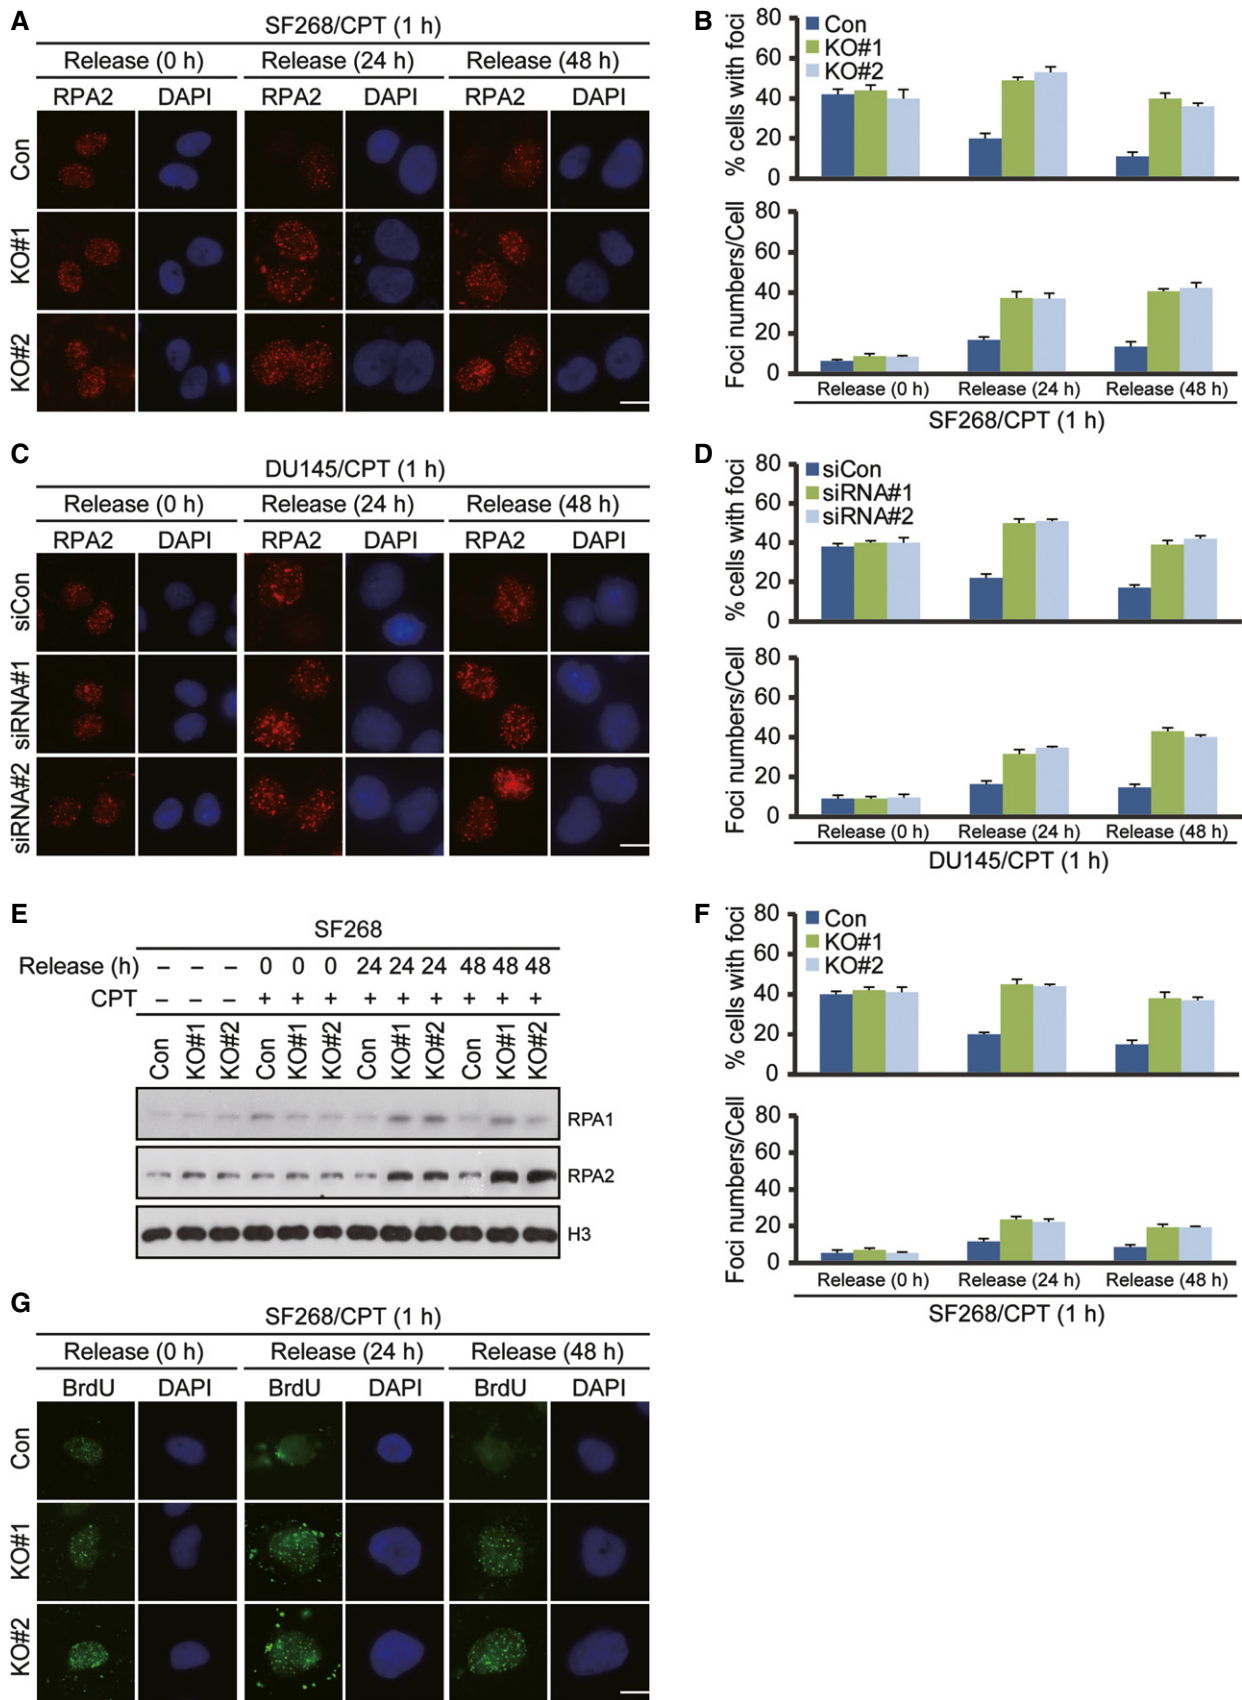 A
SF268/CPT (1 h)
Release (0 h) Release (24 h) Release (48 h)
RPA2 DAPI RPA2 DAPI RPA2 DAPI
Con
KO#1
KO#2
B
% cells with foci
80
60
40
20
0
Con
KO#1
KO#2
Foci numbers/Cell
80
60
40
20
0
Release (0 h) Release (24 h) Release (48 h)
SF268/CPT (1 h)
C
DU145/CPT (1 h)
Release (0 h) Release (24 h) Release (48 h)
RPA2 DAPI RPA2 DAPI RPA2 DAPI
siCon
siRNA#1
siRNA#2
D
% cells with foci
80
60
40
20
0
siCon
siRNA#1
siRNA#2
Foci numbers/Cell
80
60
40
20
0
Release (0 h) Release (24 h) Release (48 h)
DU145/CPT (1 h)
E
SF268
Release (h) – – – 0 0 0 24 24 24 48 48 48
CPT – – – + + + + + + + + +
Con KO#1 KO#2 Con KO#1 KO#2 Con KO#1 KO#2 Con KO#1 KO#2
RPA1
RPA2
H3
F
% cells with foci
80
60
40
20
0
Con
KO#1
KO#2
Foci numbers/Cell
80
60
40
20
0
Release (0 h) Release (24 h) Release (48 h)
SF268/CPT (1 h)
G
SF268/CPT (1 h)
Release (0 h) Release (24 h) Release (48 h)
BrdU DAPI BrdU DAPI BrdU DAPI
Con
KO#1
KO#2